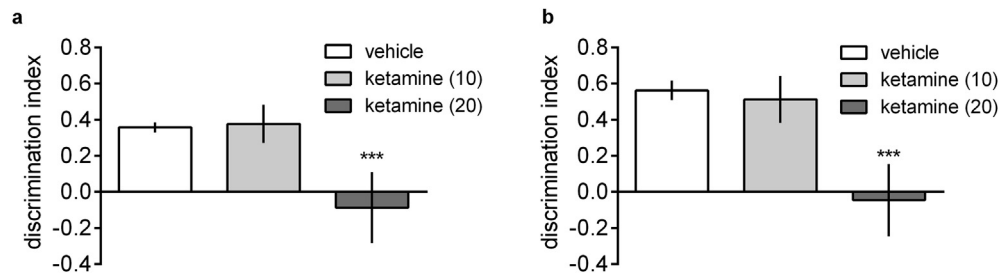 a
discrimination index
0.8
0.6
0.4
0.2
0.0
-0.2
-0.4
vehicle
ketamine (10)
ketamine (20)
***
b
discrimination index
0.8
0.6
0.4
0.2
0.0
-0.2
-0.4
vehicle
ketamine (10)
ketamine (20)
***